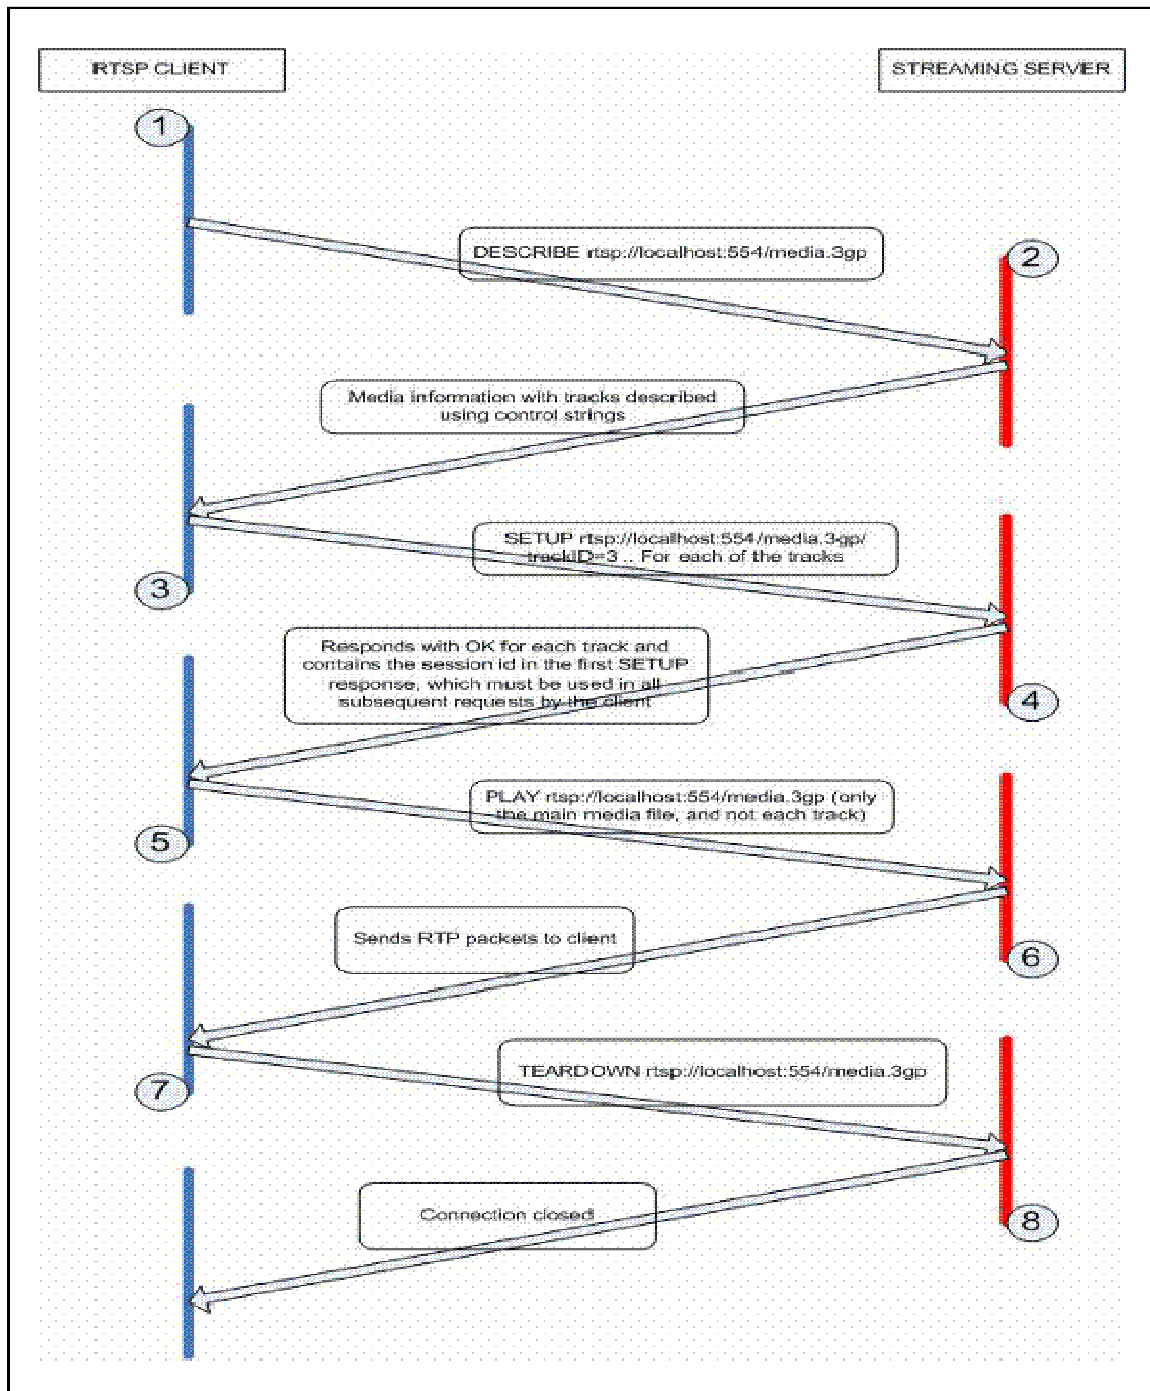 RTSP CLIENT
STREAMING SERVER
1
DESCRIBE rtsp://localhost:554/media.3gp
2
Media information with tracks described
using control strings
SETUP rtsp://localhost:554/media.3gp/
trackID=3 .. For each of the tracks
3
Responds with OK for each track and
contains the session id in the first SETUP
response, which must be used in all
subsequent requests by the client
4
PLAY rtsp://localhost:554/media.3gp (only
the main media file, and not each track)
5
Sends RTP packets to client
6
TEARDOWN rtsp://localhost:554/media.3gp
7
Connection closed
8